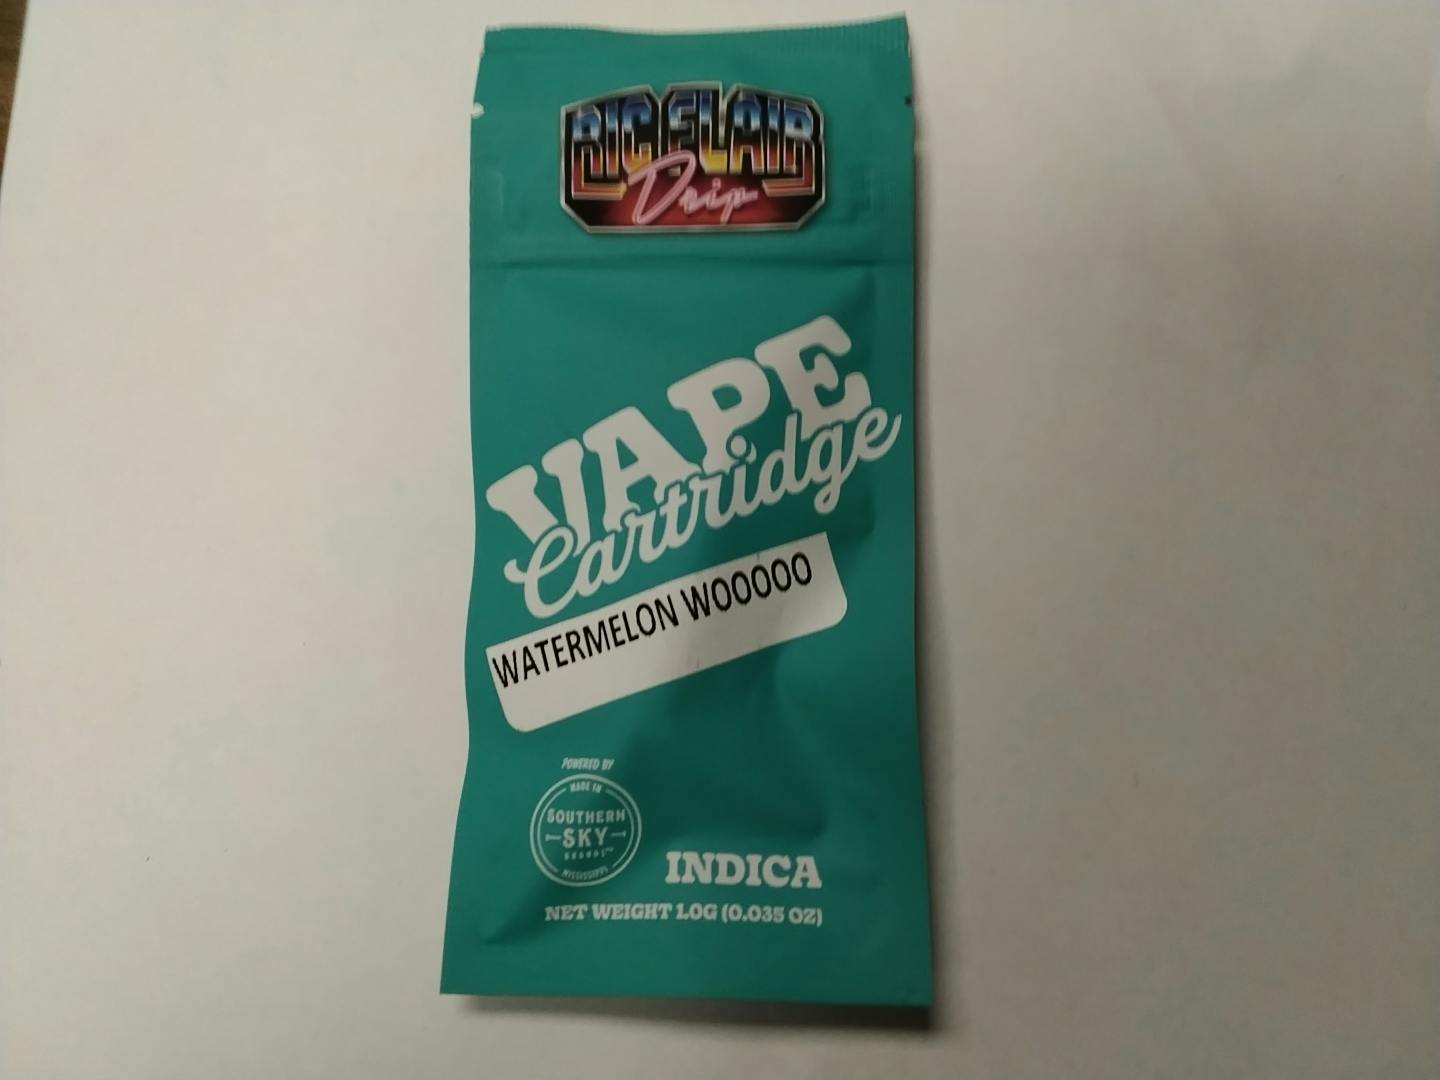 RIC FLAIR
Drip
VAPE
Cartridge
WATERMELON WOOOOO
POWERED BY
MADE IN
SOUTHERN
SKY
BRANDS™
MISSISSIPPI
INDICA
NET WEIGHT 1.0G (0.035 OZ)